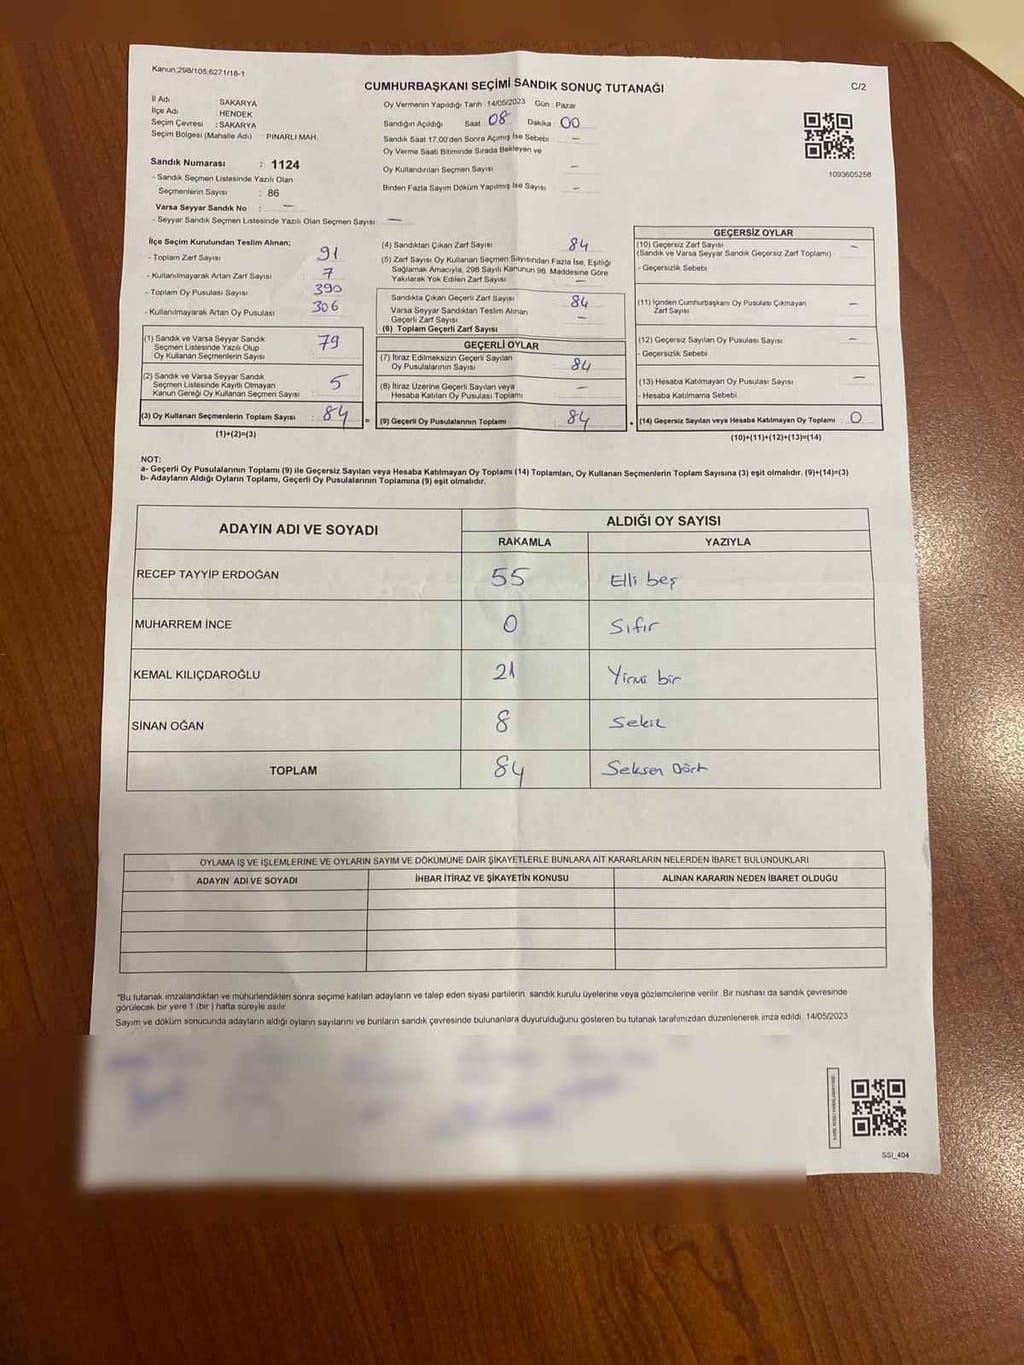 Kanun,298/105,6271/18-1
CUMHURBAŞKANI SEÇİMİ SANDIK SONUÇ TUTANAĞI
C/2
İl Adı SAKARYA
İlçe Adı HENDEK
Seçim Çevresi : SAKARYA
Seçim Bölgesi (Mahalle Adı) : PINARLI MAH.
Sandık Numarası : 1124
- Sandık Seçmen Listesinde Yazılı Olan
Seçmenlerin Sayısı : 86
Varsa Seyyar Sandık No : —
- Seyyar Sandık Seçmen Listesinde Yazılı Olan Seçmen Sayısı : —
Oy Vermenin Yapıldığı Tarih : 14/05/2023 Gün : Pazar
Sandığın Açıldığı Saat 08 Dakika 00
Sandık Saat 17.00'den Sonra Açılmış İse Sebebi —
Oy Verme Saati Bitiminde Sırada Bekleyen ve
Oy Kullandırılan Seçmen Sayısı —
Birden Fazla Sayım Döküm Yapılmış İse Sayısı —
1093605258
İlçe Seçim Kurulundan Teslim Alınan;
- Toplam Zarf Sayısı : 91
- Kullanılmayarak Artan Zarf Sayısı : 7
- Toplam Oy Pusulası Sayısı : 390
- Kullanılmayarak Artan Oy Pusulası : 306
(1) Sandık ve Varsa Seyyar Sandık
Seçmen Listesinde Yazılı Olup
Oy Kullanan Seçmenlerin Sayısı : 79
(2) Sandık ve Varsa Seyyar Sandık
Seçmen Listesinde Kayıtlı Olmayan
Kanun Gereği Oy Kullanan Seçmen Sayısı : 5
(3) Oy Kullanan Seçmenlerin Toplam Sayısı : 84
(1)+(2)=(3)
(4) Sandıktan Çıkan Zarf Sayısı 84
(5) Zarf Sayısı Oy Kullanan Seçmen Sayısından Fazla İse, Eşitliği
Sağlamak Amacıyla, 298 Sayılı Kanunun 98. Maddesine Göre
Yakılarak Yok Edilen Zarf Sayısı —
Sandıkta Çıkan Geçerli Zarf Sayısı 84
Varsa Seyyar Sandıktan Teslim Alınan
Geçerli Zarf Sayısı —
(6) Toplam Geçerli Zarf Sayısı
GEÇERLİ OYLAR
(7) İtiraz Edilmeksizin Geçerli Sayılan
Oy Pusulalarının Sayısı 84
(8) İtiraz Üzerine Geçerli Sayılan veya
Hesaba Katılan Oy Pusulası Toplamı —
= (9) Geçerli Oy Pusulalarının Toplamı 84
GEÇERSİZ OYLAR
(10) Geçersiz Zarf Sayısı —
(Sandık ve Varsa Seyyar Sandık Geçersiz Zarf Toplamı)
- Geçersizlik Sebebi
(11) İçinden Cumhurbaşkanı Oy Pusulası Çıkmayan
Zarf Sayısı —
(12) Geçersiz Sayılan Oy Pusulası Sayısı —
- Geçersizlik Sebebi
(13) Hesaba Katılmayan Oy Pusulası Sayısı —
- Hesaba Katılmama Sebebi
+ (14) Geçersiz Sayılan veya Hesaba Katılmayan Oy Toplamı 0
(10)+(11)+(12)+(13)=(14)
NOT:
a- Geçerli Oy Pusulalarının Toplamı (9) ile Geçersiz Sayılan veya Hesaba Katılmayan Oy Toplamı (14) Toplamları, Oy Kullanan Seçmenlerin Toplam Sayısına (3) eşit olmalıdır. (9)+(14)=(3)
b- Adayların Aldığı Oyların Toplamı, Geçerli Oy Pusulalarının Toplamına (9) eşit olmalıdır.
ADAYIN ADI VE SOYADI
ALDIĞI OY SAYISI
RAKAMLA YAZIYLA
RECEP TAYYİP ERDOĞAN 55 Elli beş
MUHARREM İNCE 0 Sıfır
KEMAL KILIÇDAROĞLU 21 Yirmi bir
SİNAN OĞAN 8 Sekiz
TOPLAM 84 Seksen Dört
OYLAMA İŞ VE İŞLEMLERİNE VE OYLARIN SAYIM VE DÖKÜMÜNE DAİR ŞİKAYETLERLE BUNLARA AİT KARARLARIN NELERDEN İBARET BULUNDUKLARI
ADAYIN ADI VE SOYADI İHBAR İTİRAZ VE ŞİKAYETİN KONUSU ALINAN KARARIN NEDEN İBARET OLDUĞU
*Bu tutanak imzalandıktan ve mühürlendikten sonra seçime katılan adayların ve talep eden siyasi partilerin sandık kurulu üyelerine veya gözlemcilerine verilir. Bir nüshası da sandık çevresinde
görülecek bir yere 1 (bir) hafta süreyle asılır.
Sayım ve döküm sonucunda adayların aldığı oyların sayılarını ve bunların sandık çevresinde bulunanlara duyurulduğunu gösteren bu tutanak tarafımızdan düzenlenerek imza edildi. 14/05/2023
SSI_404